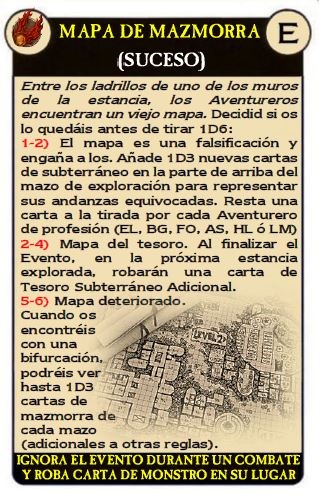 MAPA DE MAZMORRA
E
(SUCESO)
Entre los ladrillos de uno de los muros
de la estancia, los Aventureros
encuentran un viejo mapa. Decidid si os
lo quedáis antes de tirar 1D6:
1-2) El mapa es una falsificación y
engaña a los. Añade 1D3 nuevas cartas
de subterráneo en la parte de arriba del
mazo de exploración para representar
sus andanzas equivocadas. Resta una
carta a la tirada por cada Aventurero
de profesión (EL, BG, FO, AS, HL ó LM)
2-4) Mapa del tesoro. Al finalizar el
Evento, en la próxima estancia
explorada, robarán una carta de
Tesoro Subterráneo Adicional.
5-6) Mapa deteriorado.
Cuando os
encontréis
con una
bifurcación,
podréis ver
hasta 1D3
cartas de
mazmorra de
cada mazo
(adicionales a otras reglas).
LEVEL 2
IGNORA EL EVENTO DURANTE UN COMBATE
Y ROBA CARTA DE MONSTRO EN SU LUGAR